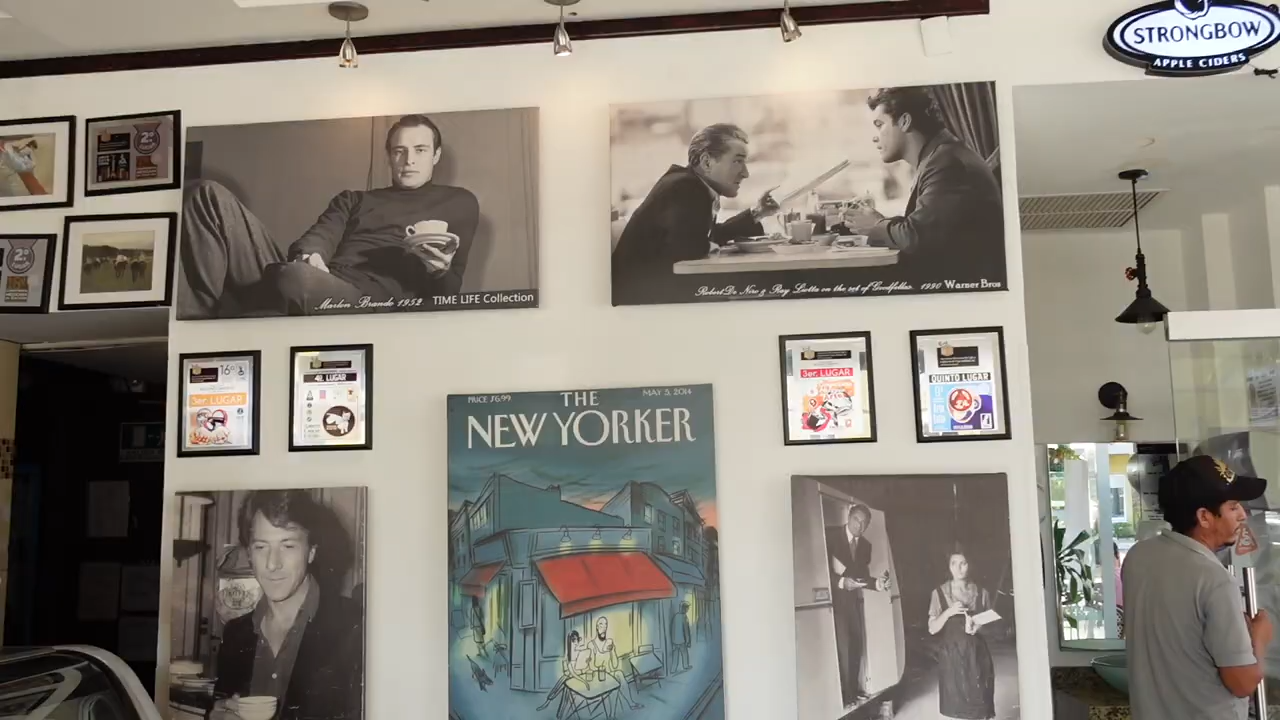 STRONGBOW
APPLE CIDERS
Marlon Brando 1952 TIME LIFE Collection
Robert De Niro & Ray Liotta on the set of Goodfellas. 1990 Warner Bros
16º
3er. LUGAR
4L LUGAR
3er. LUGAR
QUINTO LUGAR
PRICE $6.99
THE
MAY 5, 2014
NEW YORKER